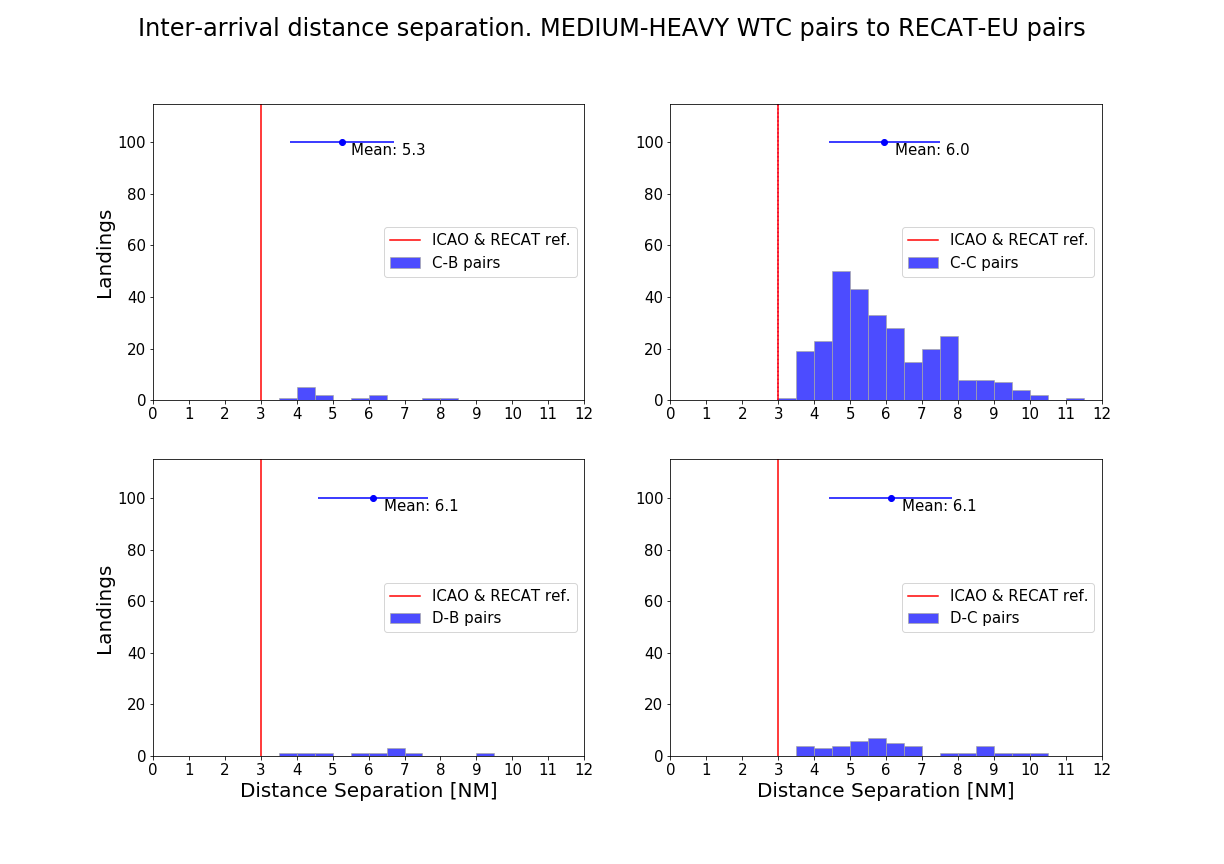 Inter-arrival distance separation. MEDIUM-HEAVY WTC pairs to RECAT-EU pairs
Landings
100
80
60
40
20
0
Mean: 5.3
ICAO & RECAT ref.
C-B pairs
0 1 2 3 4 5 6 7 8 9 10 11 12
100
80
60
40
20
0
Mean: 6.0
ICAO & RECAT ref.
C-C pairs
0 1 2 3 4 5 6 7 8 9 10 11 12
Landings
100
80
60
40
20
0
Mean: 6.1
ICAO & RECAT ref.
D-B pairs
0 1 2 3 4 5 6 7 8 9 10 11 12
Distance Separation [NM]
100
80
60
40
20
0
Mean: 6.1
ICAO & RECAT ref.
D-C pairs
0 1 2 3 4 5 6 7 8 9 10 11 12
Distance Separation [NM]